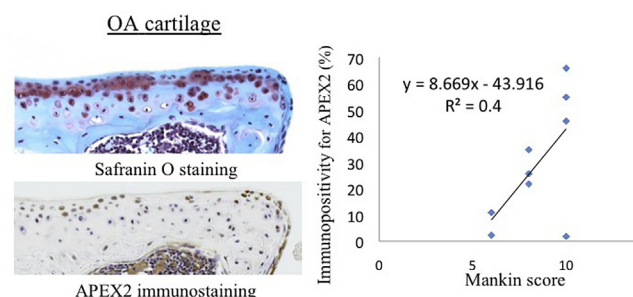 OA cartilage
Safranin O staining
APEX2 immunostaining
Immunopositivity for APEX2 (%)
70
60
50
40
30
20
10
0
y = 8.669x - 43.916
R² = 0.4
0
5
10
Mankin score